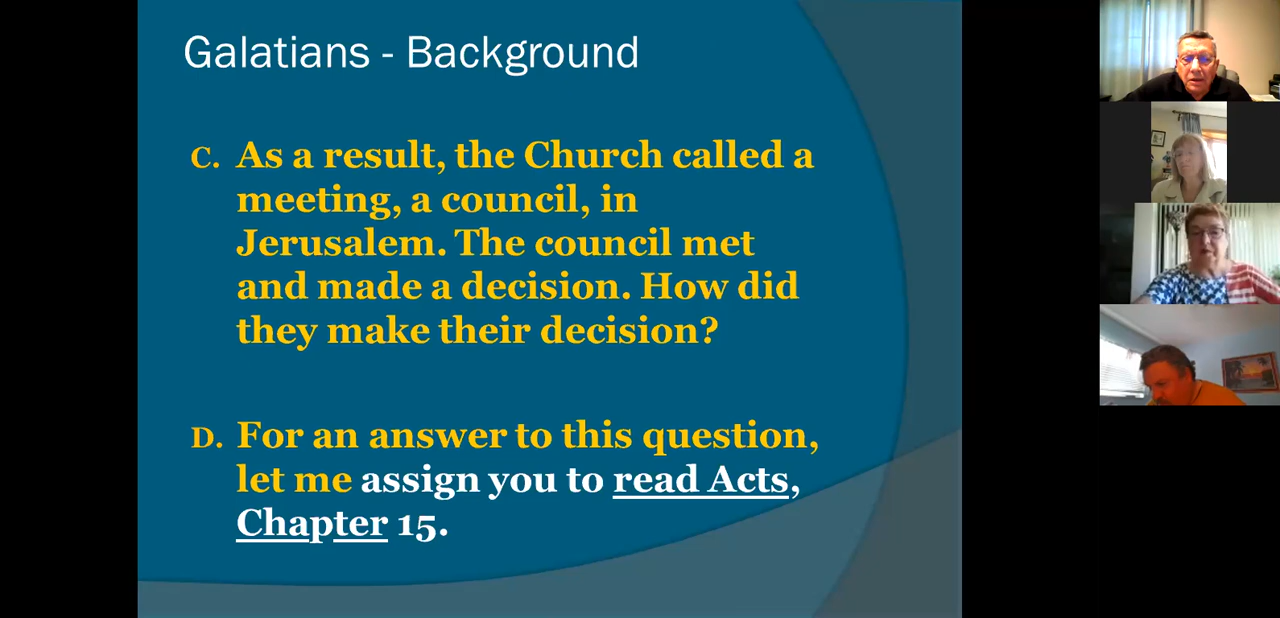 Galatians - Background
C. As a result, the Church called a
meeting, a council, in
Jerusalem. The council met
and made a decision. How did
they make their decision?
D. For an answer to this question,
let me assign you to read Acts,
Chapter 15.